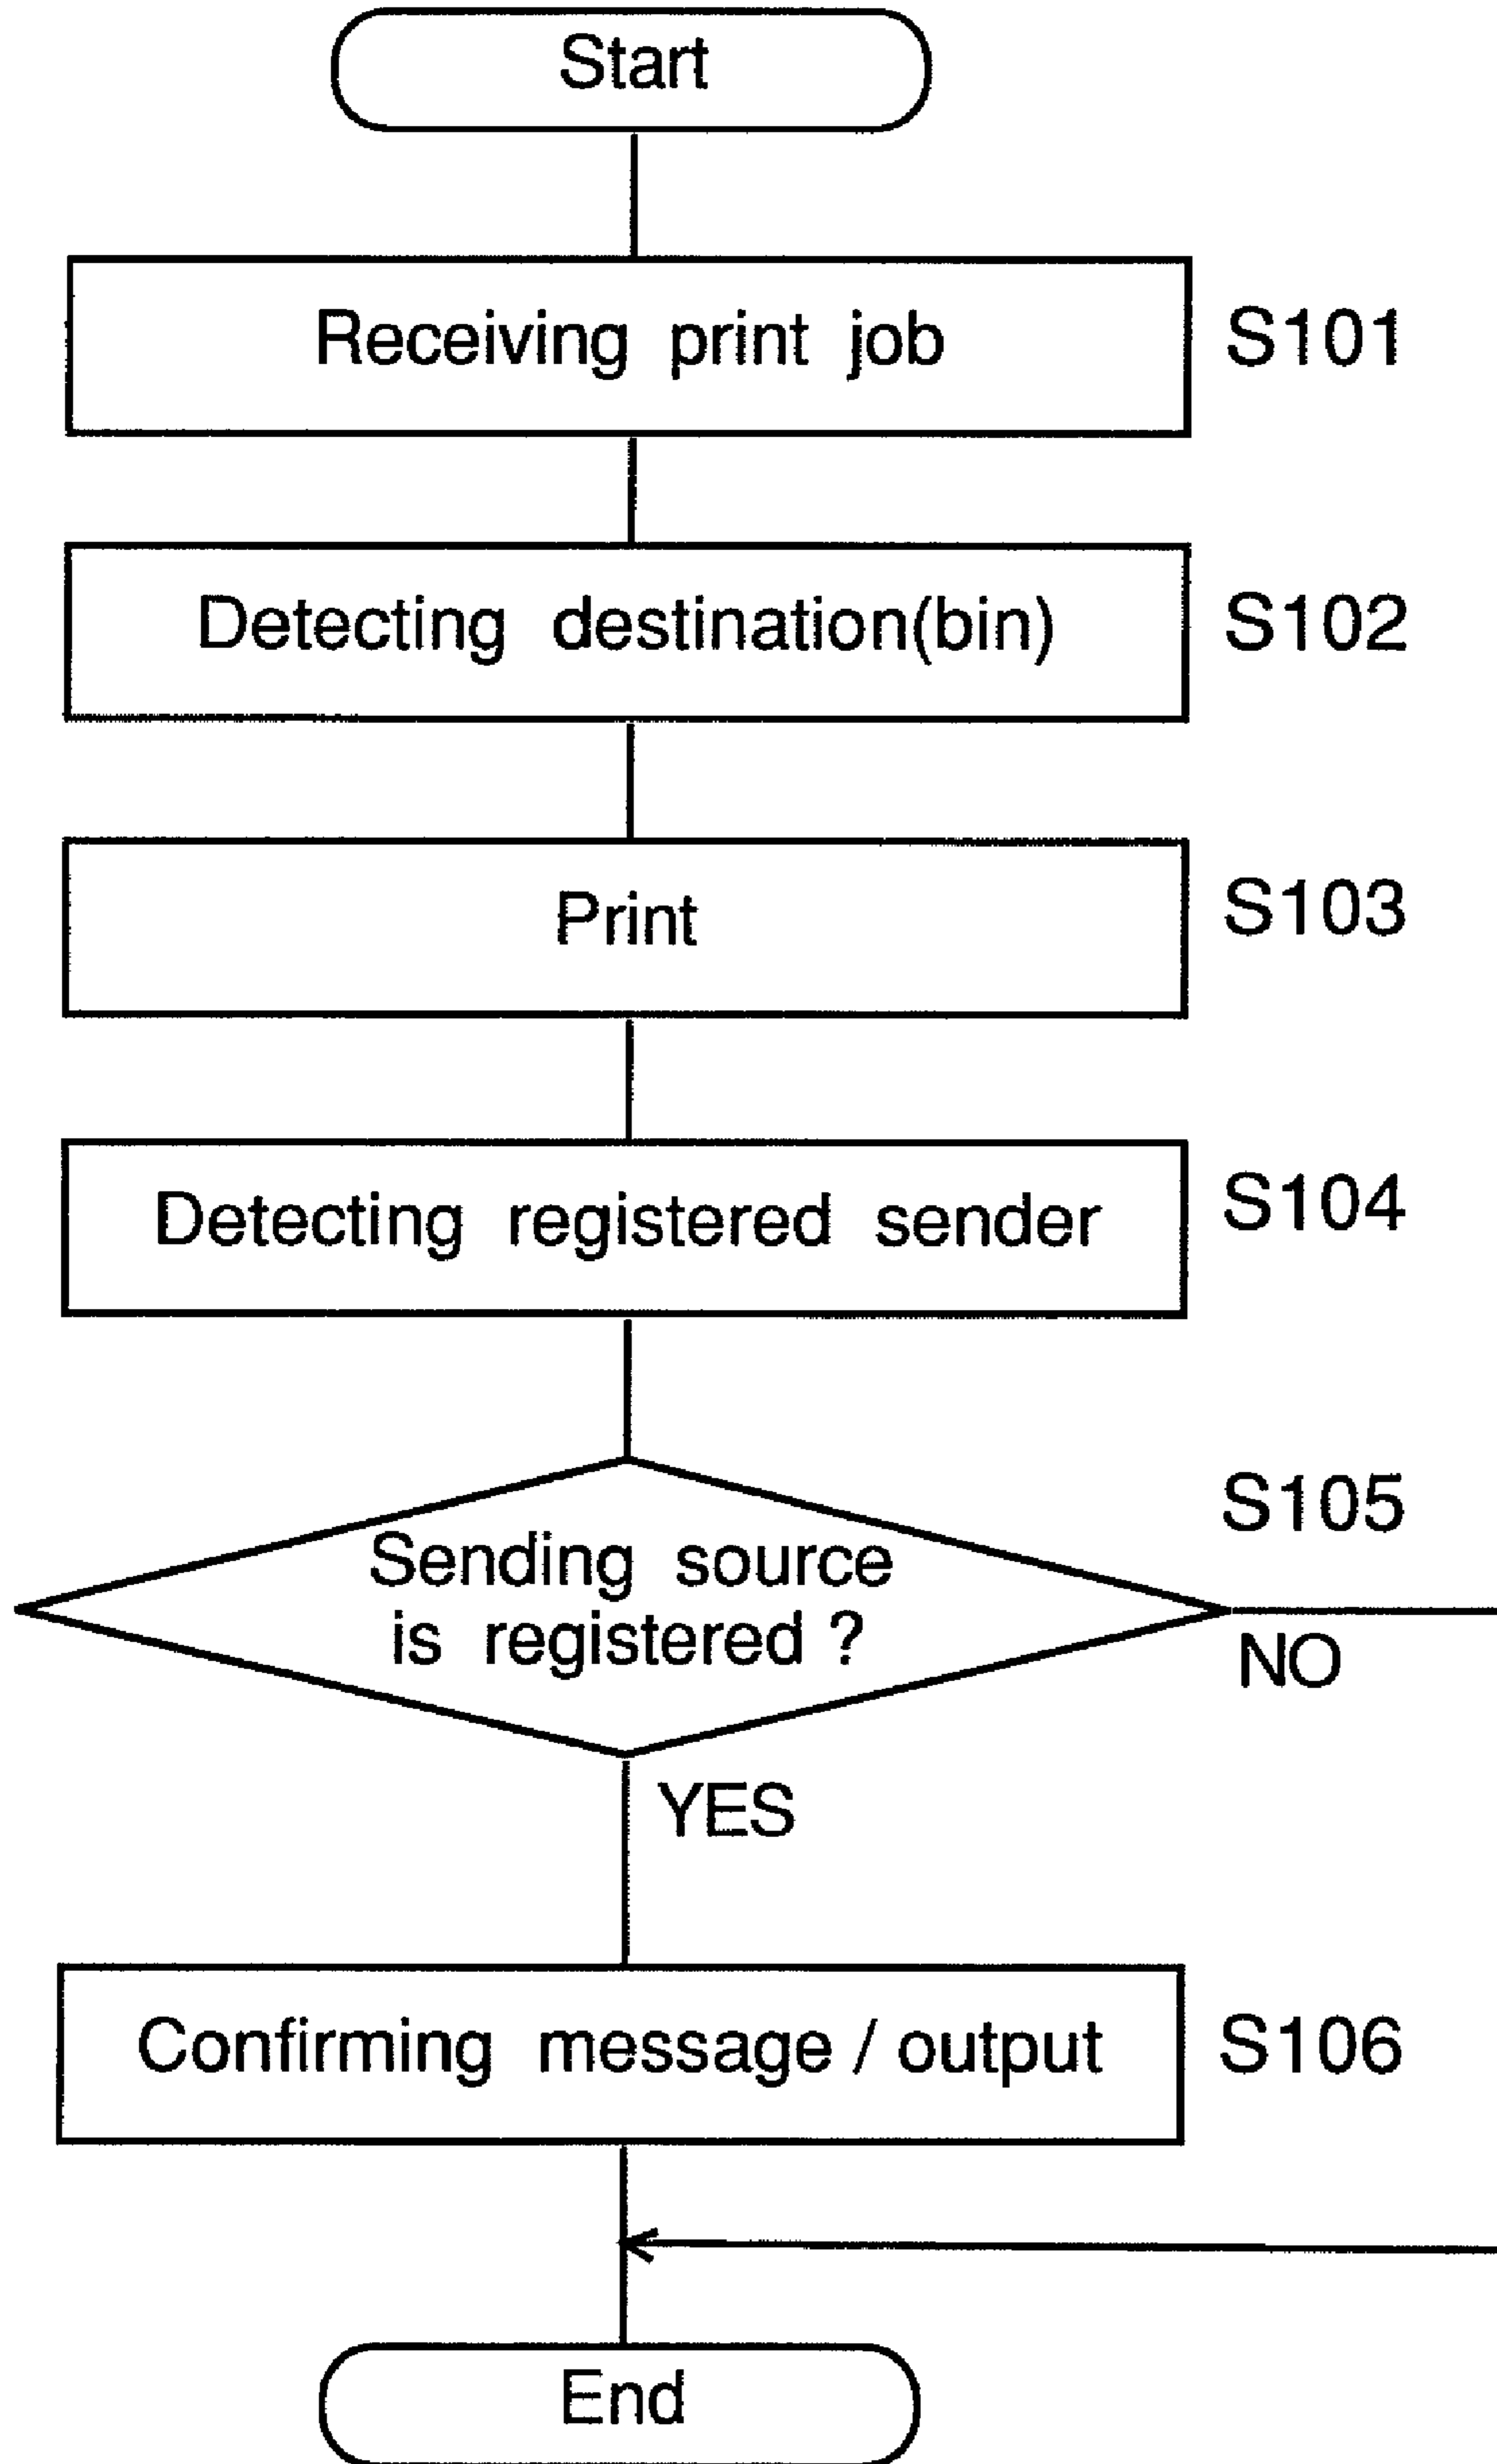 Start
Receiving print job
S101
Detecting destination(bin)
S102
Print
S103
Detecting registered sender
S104
S105
Sending source
is registered ?
NO
YES
Confirming message / output
S106
End